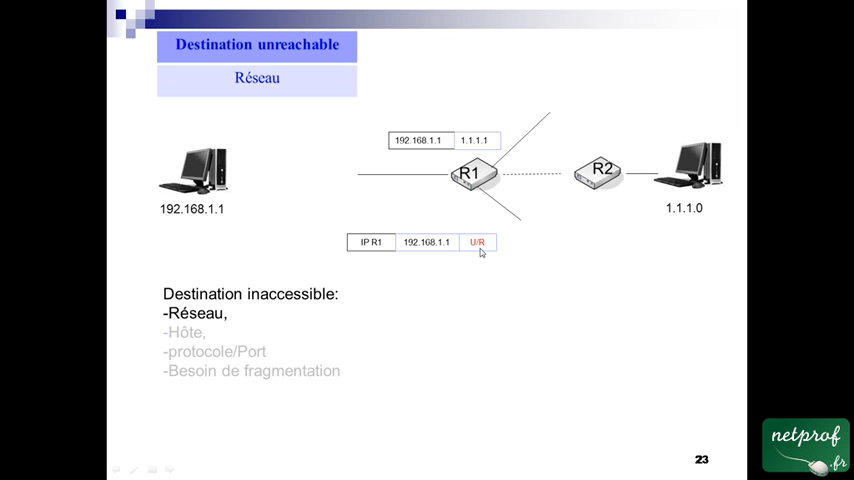 Destination unreachable
Réseau
192.168.1.1 1.1.1.1
R1
R2
192.168.1.1
1.1.1.0
IP R1 192.168.1.1 U/R
Destination inaccessible:
-Réseau,
-Hôte,
-protocole/Port
-Besoin de fragmentation
23
netprof
.fr